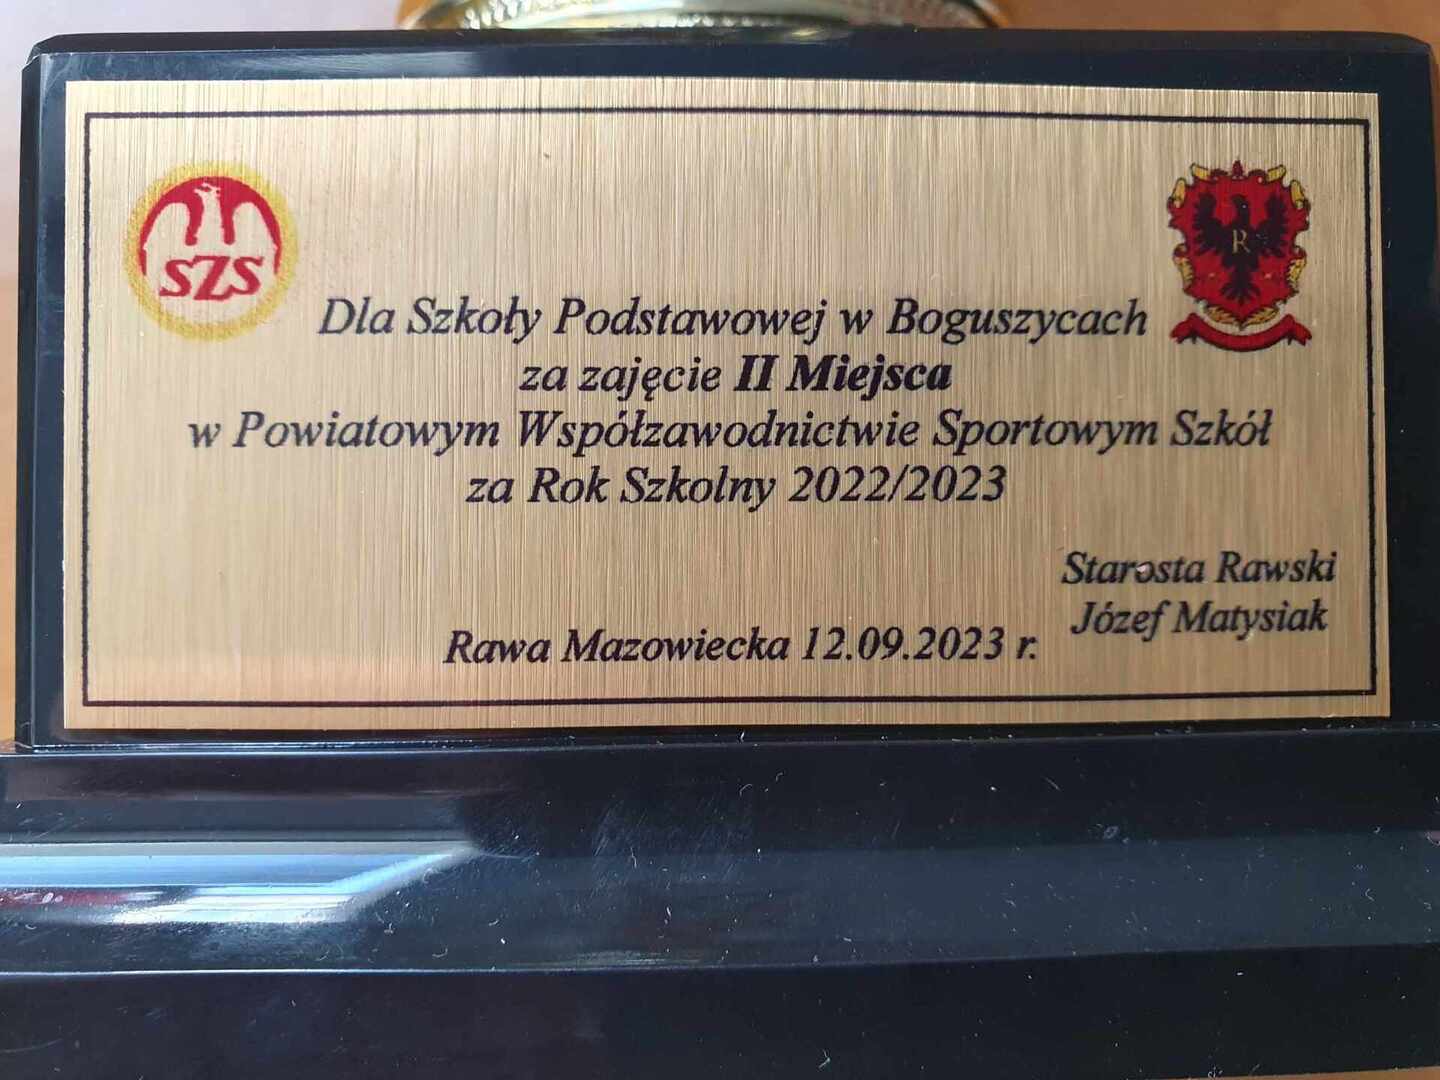 SZS
R
Dla Szkoły Podstawowej w Boguszycach
za zajęcie II Miejsca
w Powiatowym Współzawodnictwie Sportowym Szkół
za Rok Szkolny 2022/2023
Starosta Rawski
Józef Matysiak
Rawa Mazowiecka 12.09.2023 r.